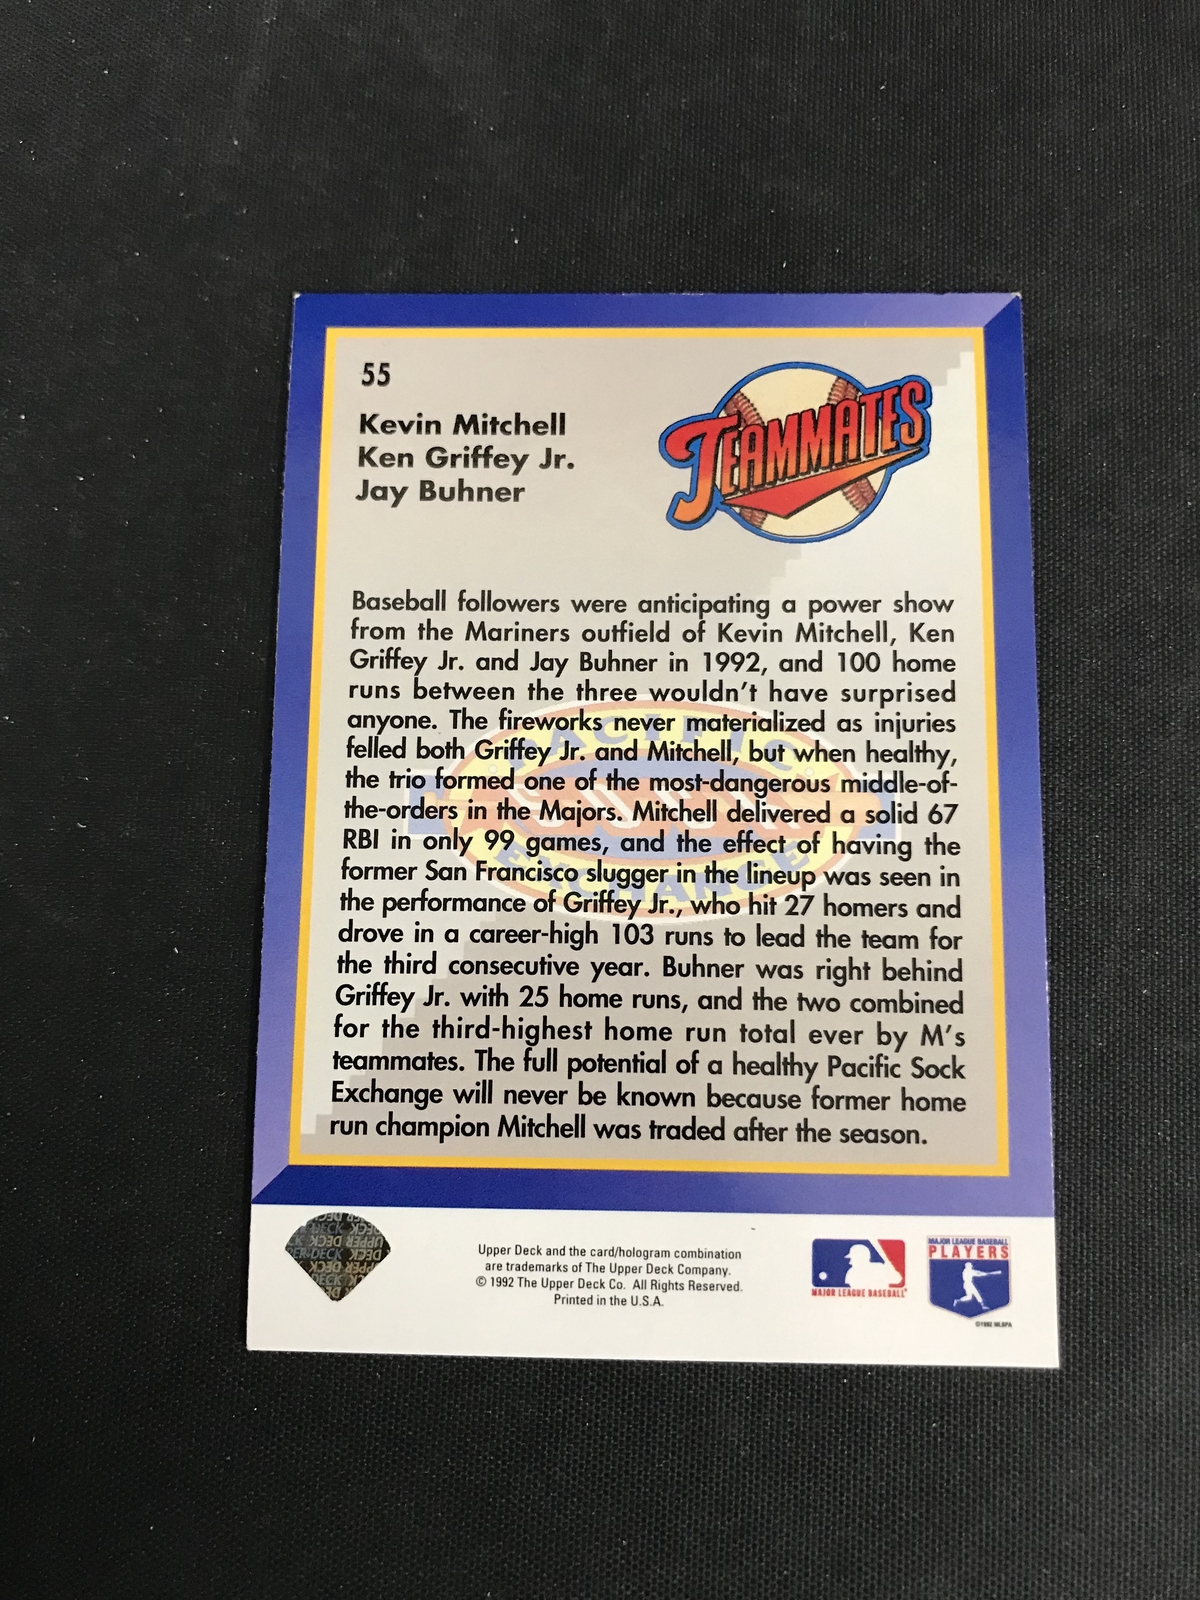 55
TEAMMATES
Kevin Mitchell
Ken Griffey Jr.
Jay Buhner
Baseball followers were anticipating a power show
from the Mariners outfield of Kevin Mitchell, Ken
Griffey Jr. and Jay Buhner in 1992, and 100 home
runs between the three wouldn't have surprised
anyone. The fireworks never materialized as injuries
felled both Griffey Jr. and Mitchell, but when healthy,
the trio formed one of the most-dangerous middle-of-
the-orders in the Majors. Mitchell delivered a solid 67
RBI in only 99 games, and the effect of having the
former San Francisco slugger in the lineup was seen in
the performance of Griffey Jr., who hit 27 homers and
drove in a career-high 103 runs to lead the team for
the third consecutive year. Buhner was right behind
Griffey Jr. with 25 home runs, and the two combined
for the third-highest home run total ever by M's
teammates. The full potential of a healthy Pacific Sock
Exchange will never be known because former home
run champion Mitchell was traded after the season.
PACIFIC
SOCK
EXCHANGE
UPPER DECK
Upper Deck and the card/hologram combination
are trademarks of The Upper Deck Company.
© 1992 The Upper Deck Co. All Rights Reserved.
Printed in the U.S.A.
MAJOR LEAGUE BASEBALL
MAJOR LEAGUE BASEBALL
PLAYERS
©1992 MLBPA